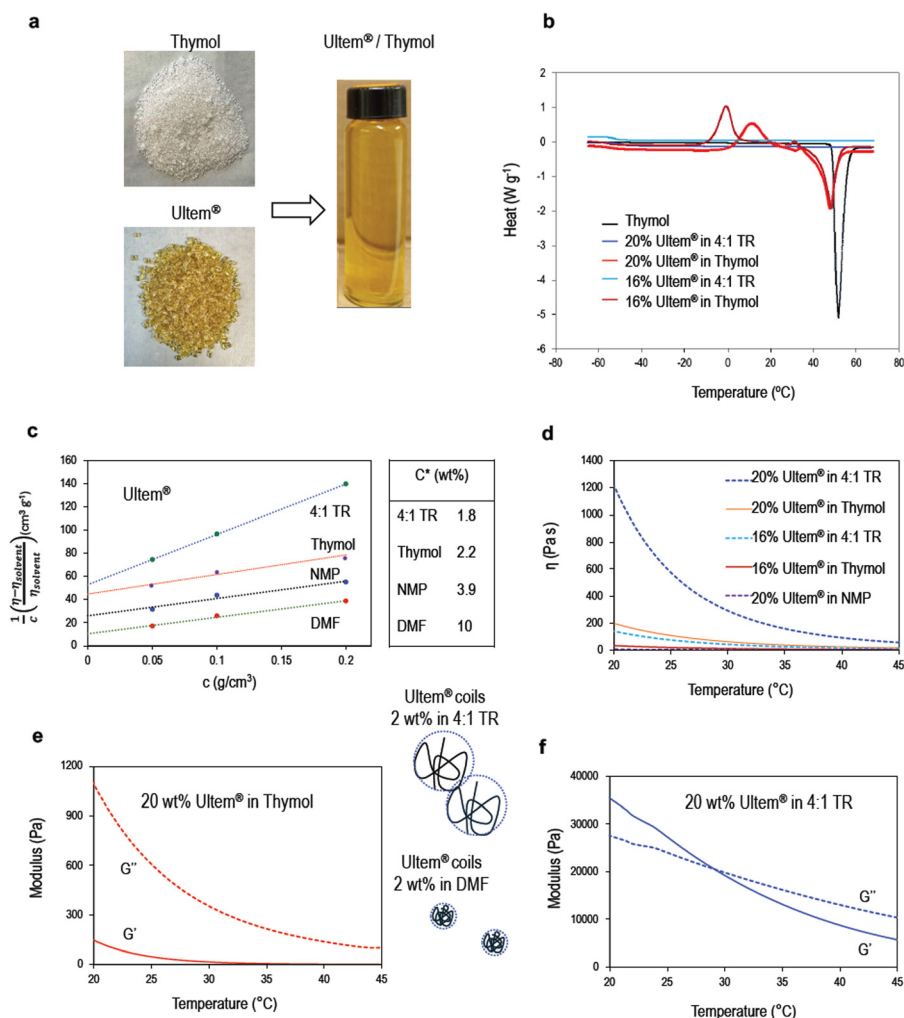 a
Thymol
Ultem® / Thymol
Ultem®
b
Heat (W g⁻¹)
2
1
0
-1
-2
-3
-4
-5
-6
Thymol
20% Ultem® in 4:1 TR
20% Ultem® in Thymol
16% Ultem® in 4:1 TR
16% Ultem® in Thymol
-80 -60 -40 -20 0 20 40 60 80
Temperature (ºC)
c
1/c (η−ηsolvent/ηsolvent) (cm³ g⁻¹)
160
140
120
100
80
60
40
20
0
Ultem®
4:1 TR
Thymol
NMP
DMF
0 0.05 0.1 0.15 0.2
c (g/cm³)
C* (wt%)
4:1 TR 1.8
Thymol 2.2
NMP 3.9
DMF 10
d
η (Pa s)
1400
1200
1000
800
600
400
200
0
20% Ultem® in 4:1 TR
20% Ultem® in Thymol
16% Ultem® in 4:1 TR
16% Ultem® in Thymol
20% Ultem® in NMP
20 25 30 35 40 45
Temperature (°C)
e
Modulus (Pa)
1200
900
600
300
0
20 wt% Ultem® in Thymol
G''
G'
20 25 30 35 40 45
Temperature (°C)
Ultem® coils
2 wt% in 4:1 TR
Ultem® coils
2 wt% in DMF
f
Modulus (Pa)
40000
30000
20000
10000
0
20 wt% Ultem® in 4:1 TR
G''
G'
20 25 30 35 40 45
Temperature (°C)